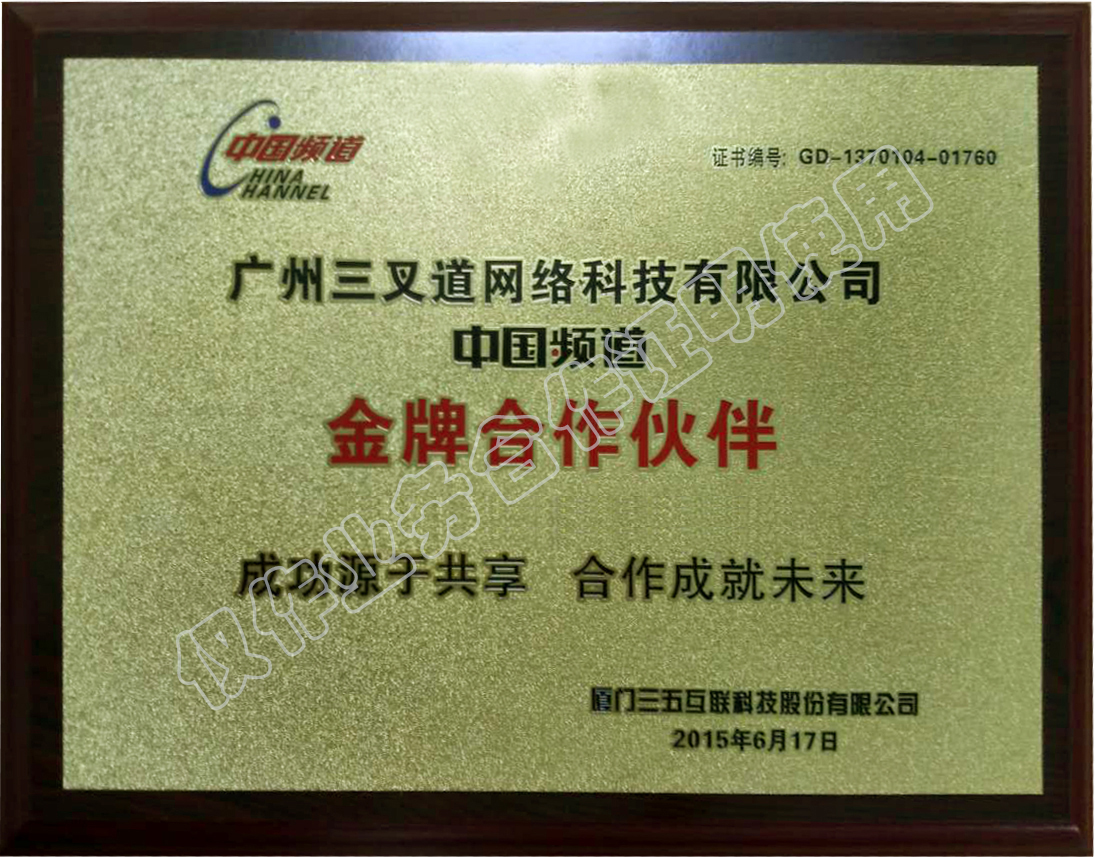 中国频道
CHINA
CHANNEL
证书编号: GD-1370104-01760
广州三叉道网络科技有限公司
中国·频道
金牌合作伙伴
成功源于共享 合作成就未来
厦门三五互联科技股份有限公司
2015年6月17日
仅作业务合作证明使用